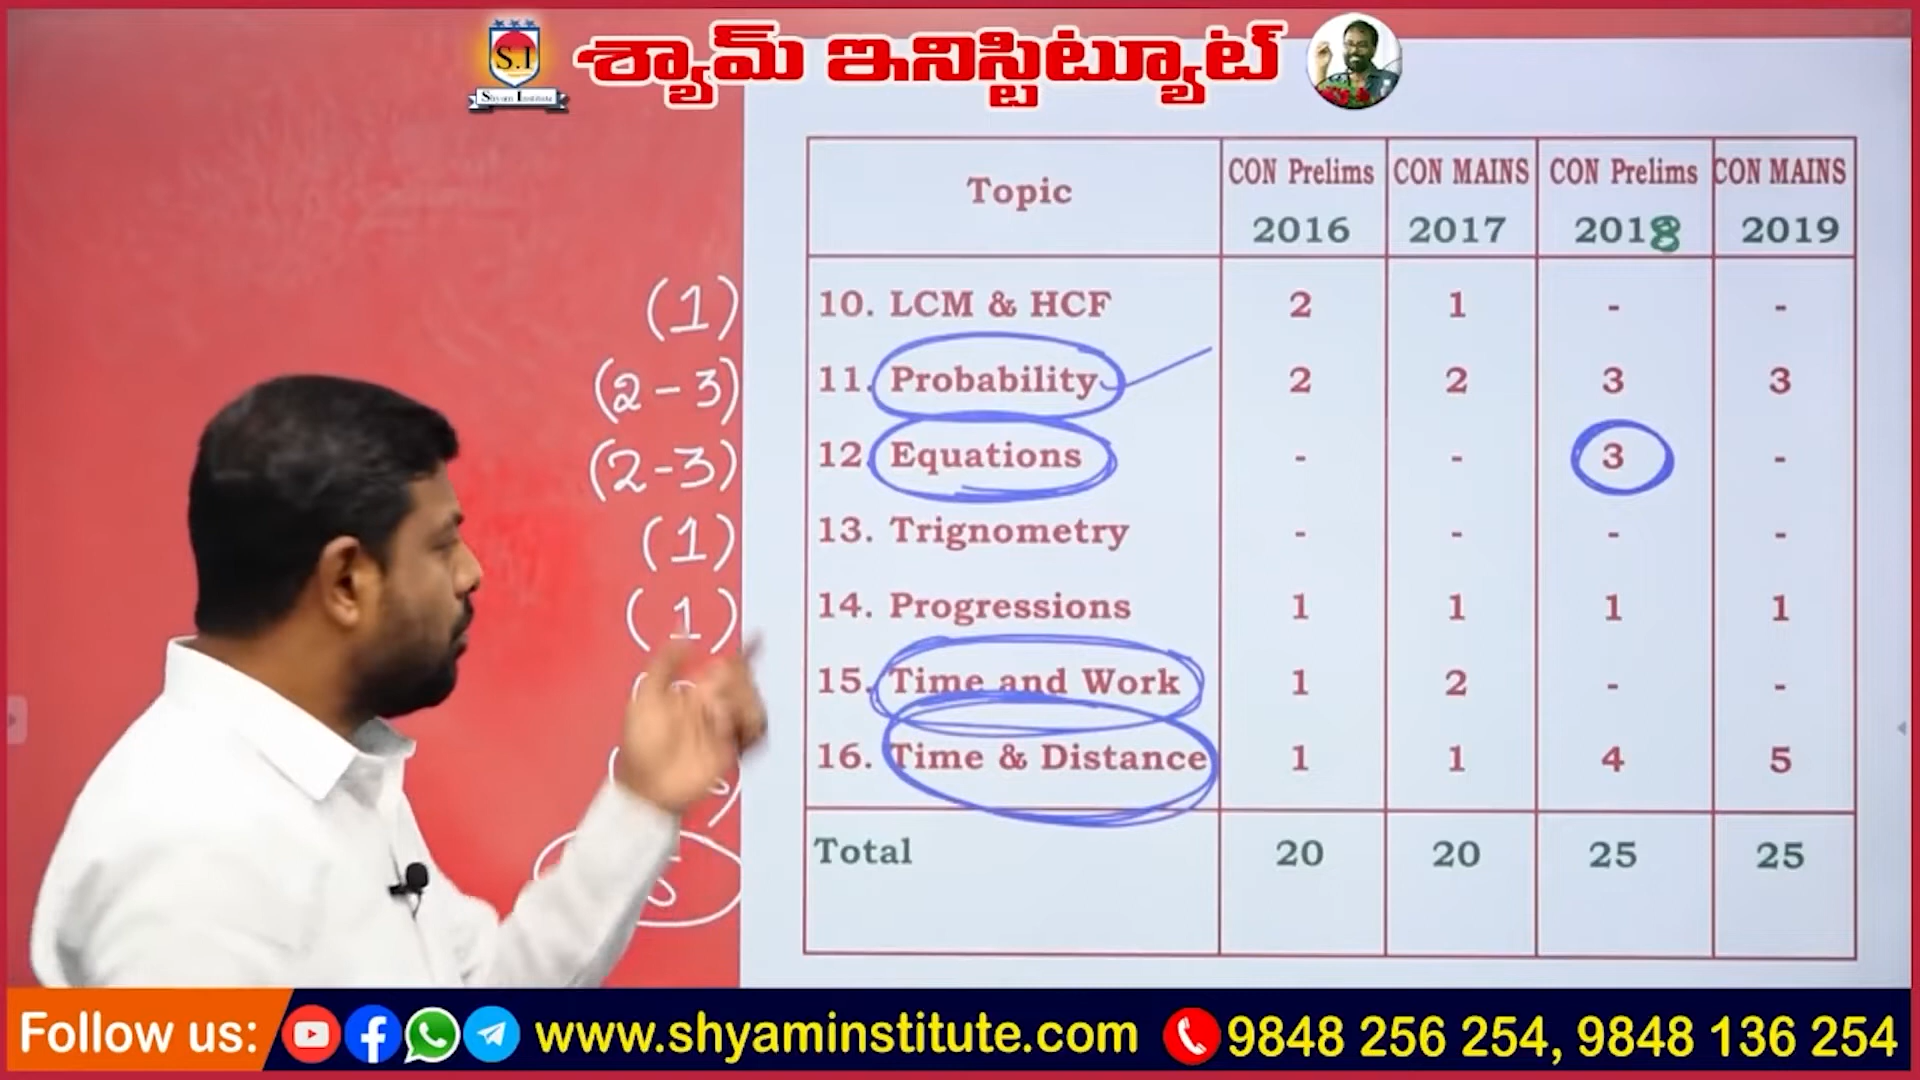 S.I
Shyam Institute
శ్యామ్ ఇనిస్టిట్యూట్
Topic CON Prelims 2016 CON MAINS 2017 CON Prelims 2018 CON MAINS 2019
(1) 10. LCM & HCF 2 1 - -
(2-3) 11. Probability 2 2 3 3
(2-3) 12. Equations - - 3 -
(1) 13. Trignometry - - - -
(1) 14. Progressions 1 1 1 1
15. Time and Work 1 2 - -
16. Time & Distance 1 1 4 5
Total 20 20 25 25
Follow us: www.shyaminstitute.com 9848 256 254, 9848 136 254